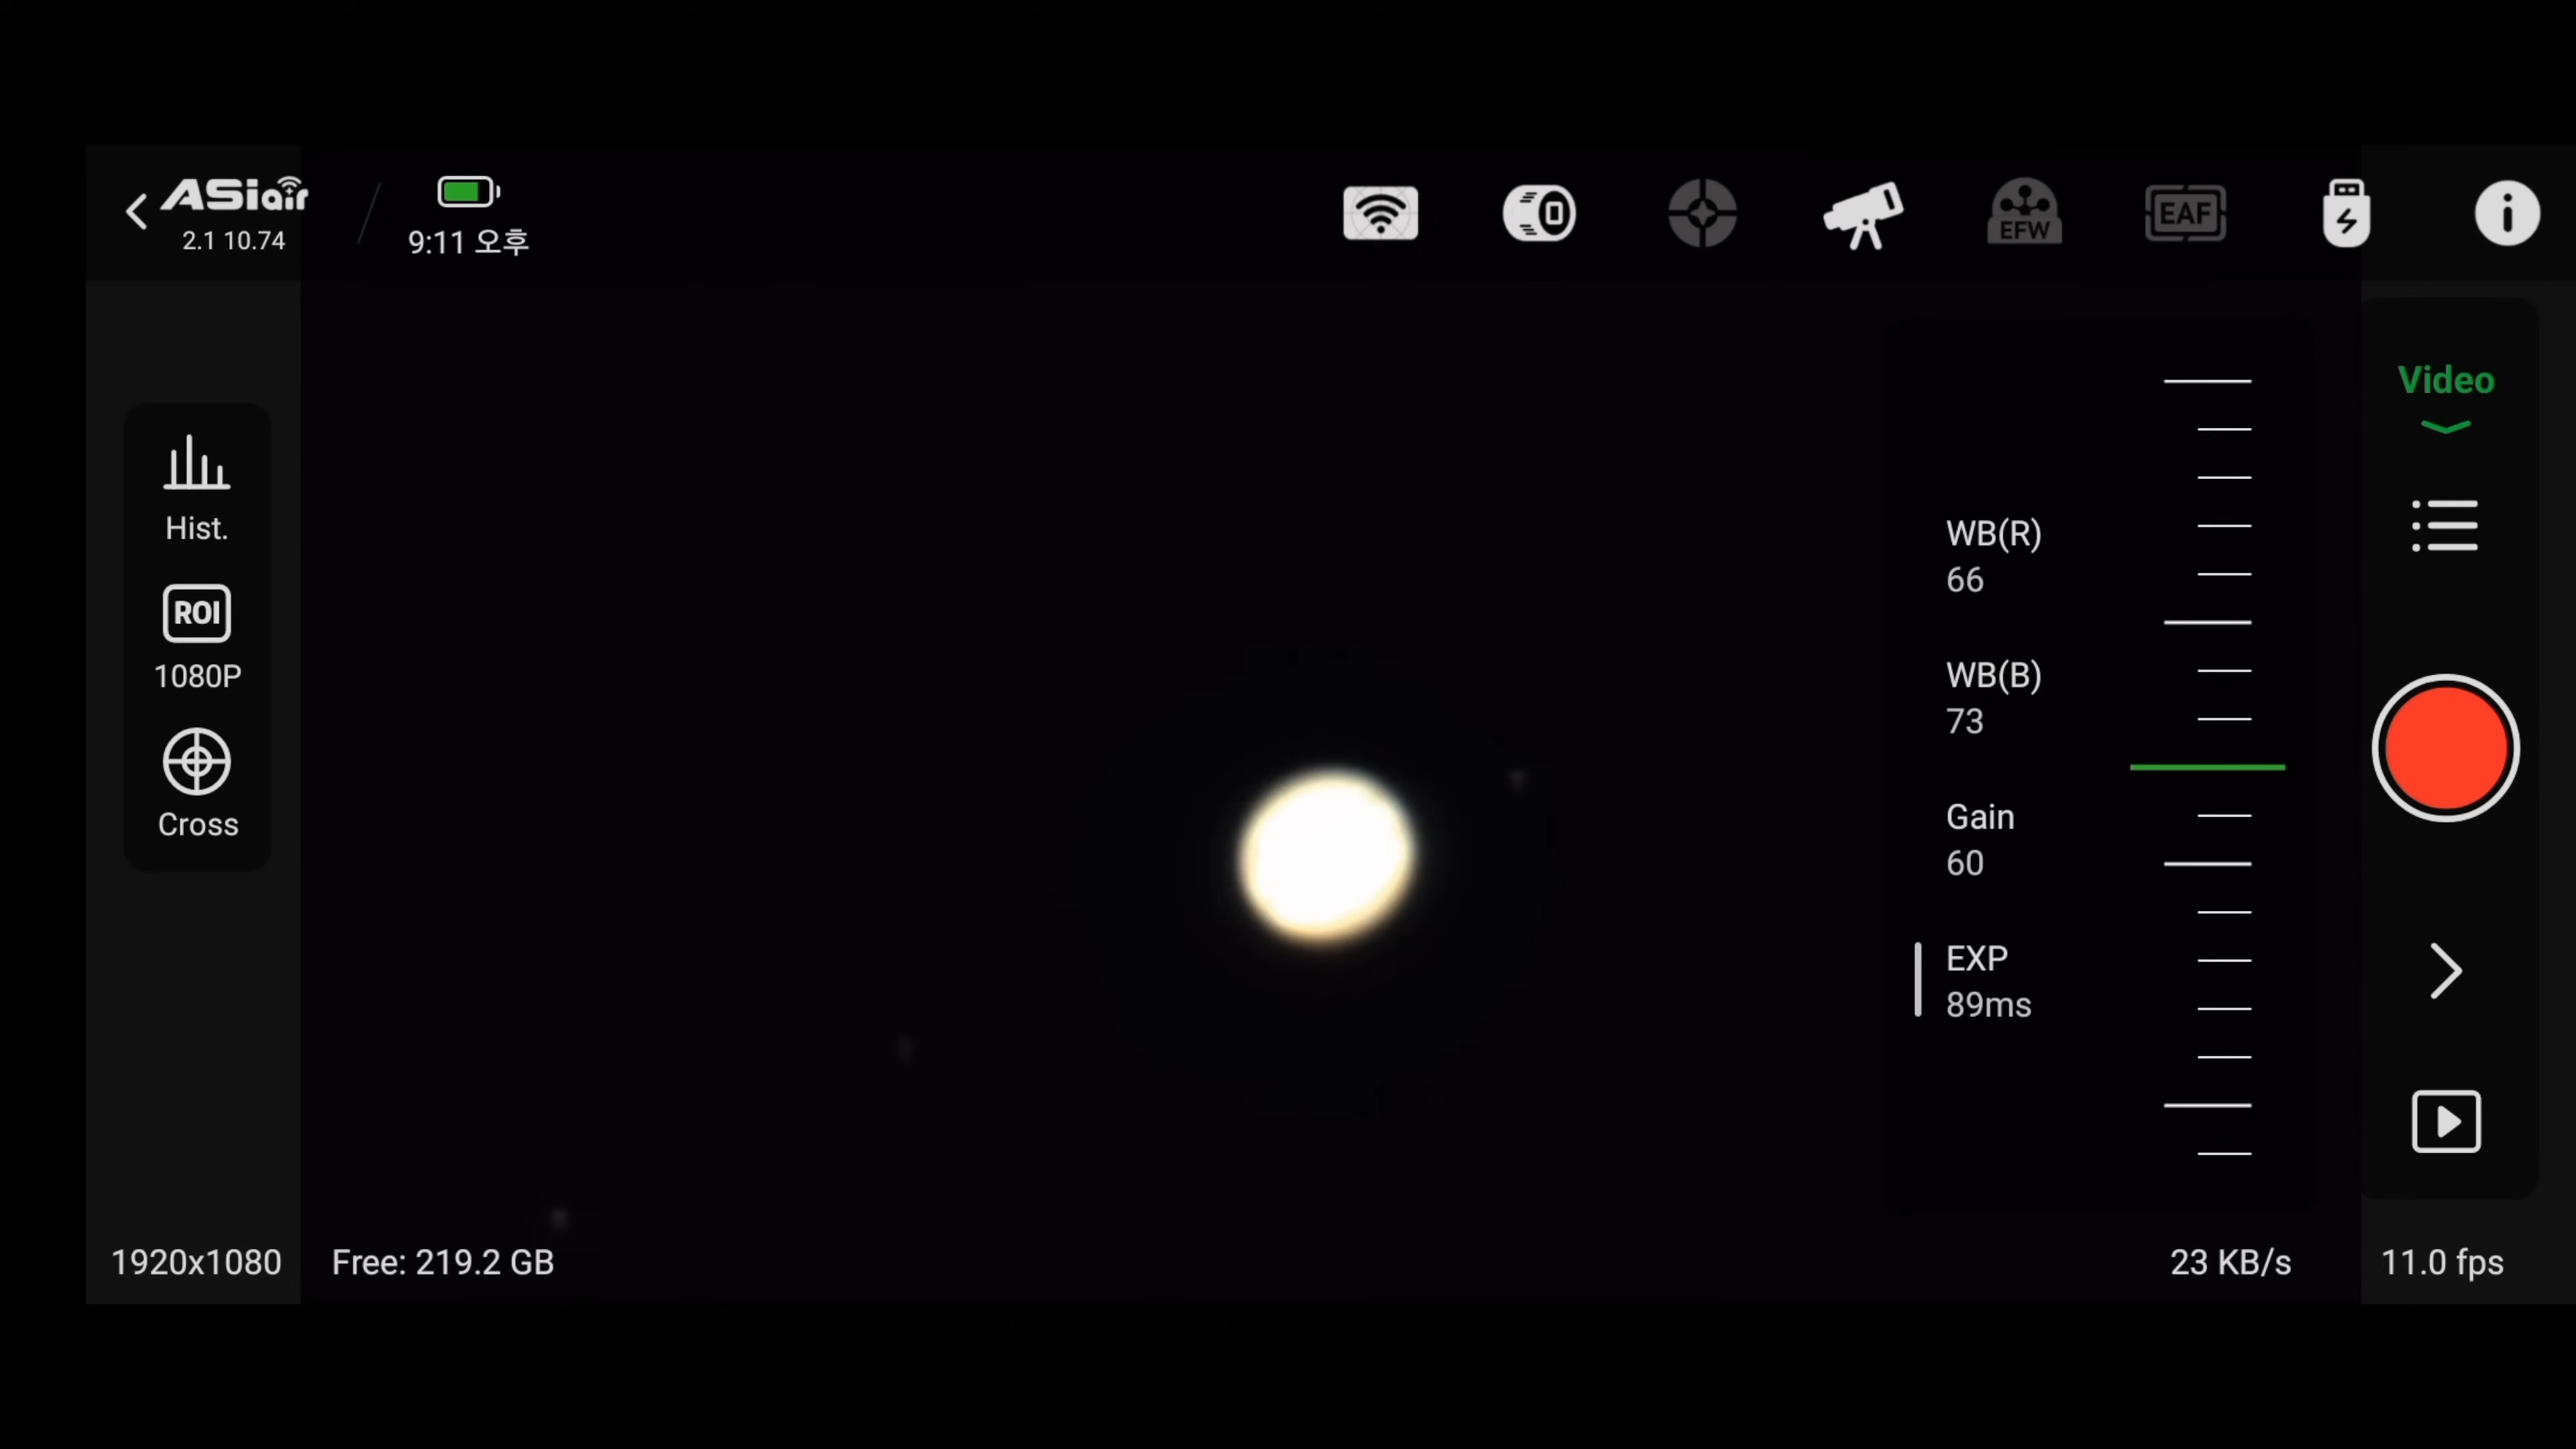 ASiair
2.1 10.74
9:11 오후
EFW
EAF
Hist.
ROI
1080P
Cross
WB(R)
66
WB(B)
73
Gain
60
EXP
89ms
Video
1920x1080
Free: 219.2 GB
23 KB/s
11.0 fps